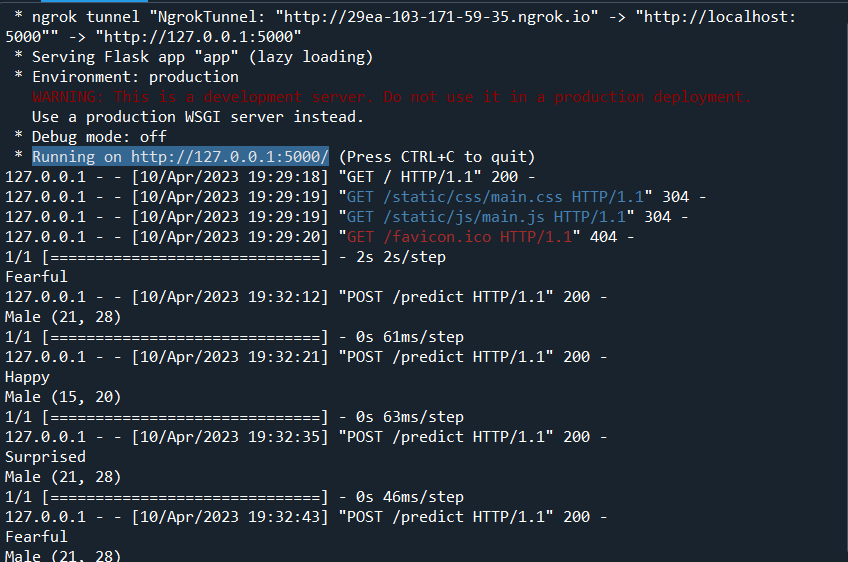 * ngrok tunnel "NgrokTunnel: "http://29ea-103-171-59-35.ngrok.io" -> "http://localhost:
5000"" -> "http://127.0.0.1:5000"
* Serving Flask app "app" (lazy loading)
* Environment: production
WARNING: This is a development server. Do not use it in a production deployment.
Use a production WSGI server instead.
* Debug mode: off
* Running on http://127.0.0.1:5000/ (Press CTRL+C to quit)
127.0.0.1 - - [10/Apr/2023 19:29:18] "GET / HTTP/1.1" 200 -
127.0.0.1 - - [10/Apr/2023 19:29:19] "GET /static/css/main.css HTTP/1.1" 304 -
127.0.0.1 - - [10/Apr/2023 19:29:19] "GET /static/js/main.js HTTP/1.1" 304 -
127.0.0.1 - - [10/Apr/2023 19:29:20] "GET /favicon.ico HTTP/1.1" 404 -
1/1 [==============================] - 2s 2s/step
Fearful
127.0.0.1 - - [10/Apr/2023 19:32:12] "POST /predict HTTP/1.1" 200 -
Male (21, 28)
1/1 [==============================] - 0s 61ms/step
127.0.0.1 - - [10/Apr/2023 19:32:21] "POST /predict HTTP/1.1" 200 -
Happy
Male (15, 20)
1/1 [==============================] - 0s 63ms/step
127.0.0.1 - - [10/Apr/2023 19:32:35] "POST /predict HTTP/1.1" 200 -
Surprised
Male (21, 28)
1/1 [==============================] - 0s 46ms/step
127.0.0.1 - - [10/Apr/2023 19:32:43] "POST /predict HTTP/1.1" 200 -
Fearful
Male (21, 28)